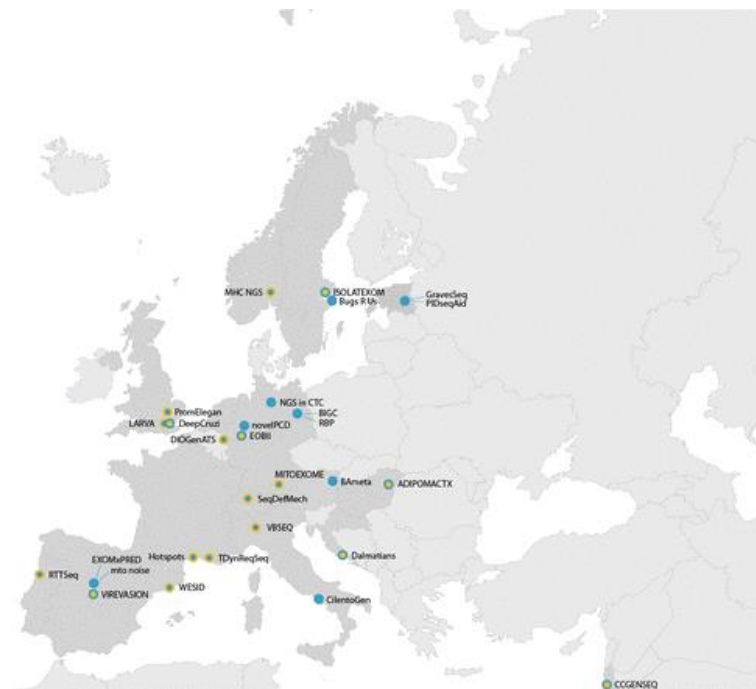 MHC NGS
ISOLATEXOM
Bugs R Us
GravesSeq
PIDseqAid
NGS in CTC
PromElegan
BIGC
LARVA
DeepCruzi
novelPCD
RBP
DIOGenATS
EOBII
MITOEXOME
BAmeta
ADIPOMACTX
SeqDefMech
VBSEQ
Hotspots
TDynReqSeq
Dalmatians
EXOMxPRED
mto noise
RTTSeq
WESID
VIREVASION
CilentoGen
CCGENSEQ